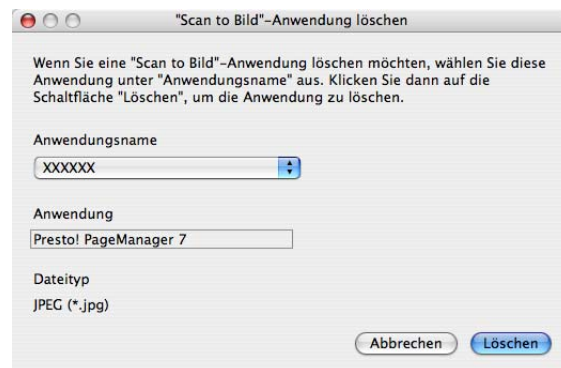 "Scan to Bild"-Anwendung löschen
Wenn Sie eine "Scan to Bild"-Anwendung löschen möchten, wählen Sie diese
Anwendung unter "Anwendungsname" aus. Klicken Sie dann auf die
Schaltfläche "Löschen", um die Anwendung zu löschen.
Anwendungsname
XXXXXX
Anwendung
Presto! PageManager 7
Dateityp
JPEG (*.jpg)
Abbrechen Löschen